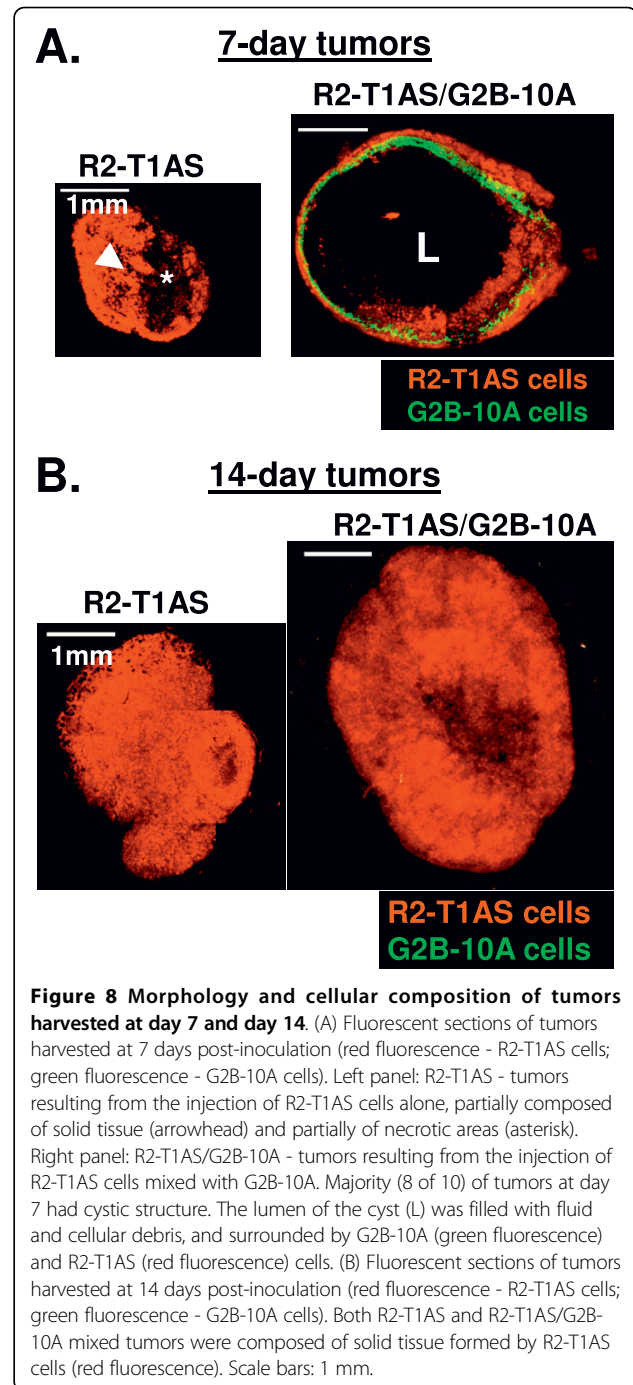 A.
7-day tumors
R2-T1AS
1mm
*
R2-T1AS/G2B-10A
L
R2-T1AS cells
G2B-10A cells
B.
14-day tumors
R2-T1AS
1mm
R2-T1AS/G2B-10A
R2-T1AS cells
G2B-10A cells
Figure 8 Morphology and cellular composition of tumors
harvested at day 7 and day 14. (A) Fluorescent sections of tumors
harvested at 7 days post-inoculation (red fluorescence - R2-T1AS cells;
green fluorescence - G2B-10A cells). Left panel: R2-T1AS - tumors
resulting from the injection of R2-T1AS cells alone, partially composed
of solid tissue (arrowhead) and partially of necrotic areas (asterisk).
Right panel: R2-T1AS/G2B-10A - tumors resulting from the injection of
R2-T1AS cells mixed with G2B-10A. Majority (8 of 10) of tumors at day
7 had cystic structure. The lumen of the cyst (L) was filled with fluid
and cellular debris, and surrounded by G2B-10A (green fluorescence)
and R2-T1AS (red fluorescence) cells. (B) Fluorescent sections of tumors
harvested at 14 days post-inoculation (red fluorescence - R2-T1AS cells;
green fluorescence - G2B-10A cells). Both R2-T1AS and R2-T1AS/G2B-
10A mixed tumors were composed of solid tissue formed by R2-T1AS
cells (red fluorescence). Scale bars: 1 mm.